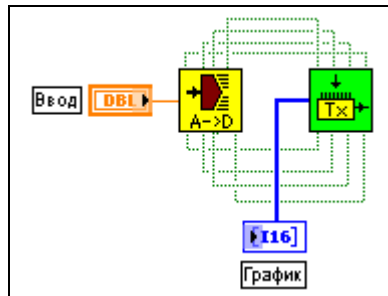 Ввод
DBL
A->D
Tx
[I16]
График